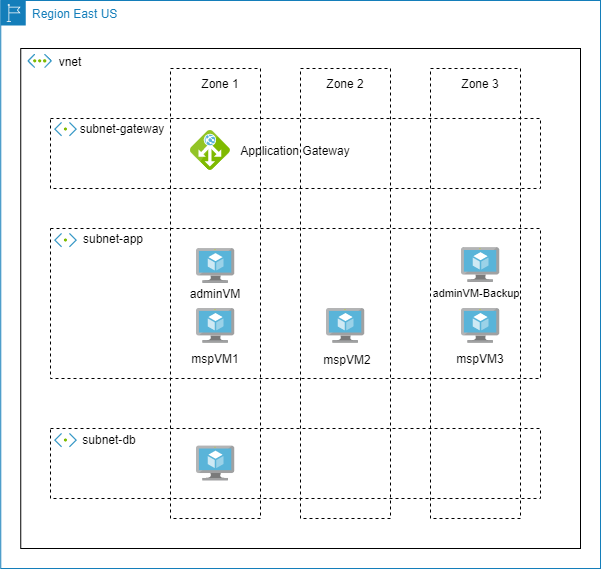 Region East US
vnet
Zone 1
Zone 2
Zone 3
subnet-gateway
Application Gateway
subnet-app
adminVM
adminVM-Backup
mspVM1
mspVM2
mspVM3
subnet-db